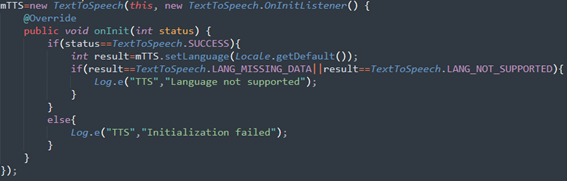 mTTS=new TextToSpeech(this, new TextToSpeech.OnInitListener() {
@Override
public void onInit(int status) {
if(status==TextToSpeech.SUCCESS){
int result=mTTS.setLanguage(Locale.getDefault());
if(result==TextToSpeech.LANG_MISSING_DATA||result==TextToSpeech.LANG_NOT_SUPPORTED){
Log.e("TTS","Language not supported");
}
}
else{
Log.e("TTS","Initialization failed");
}
}
});